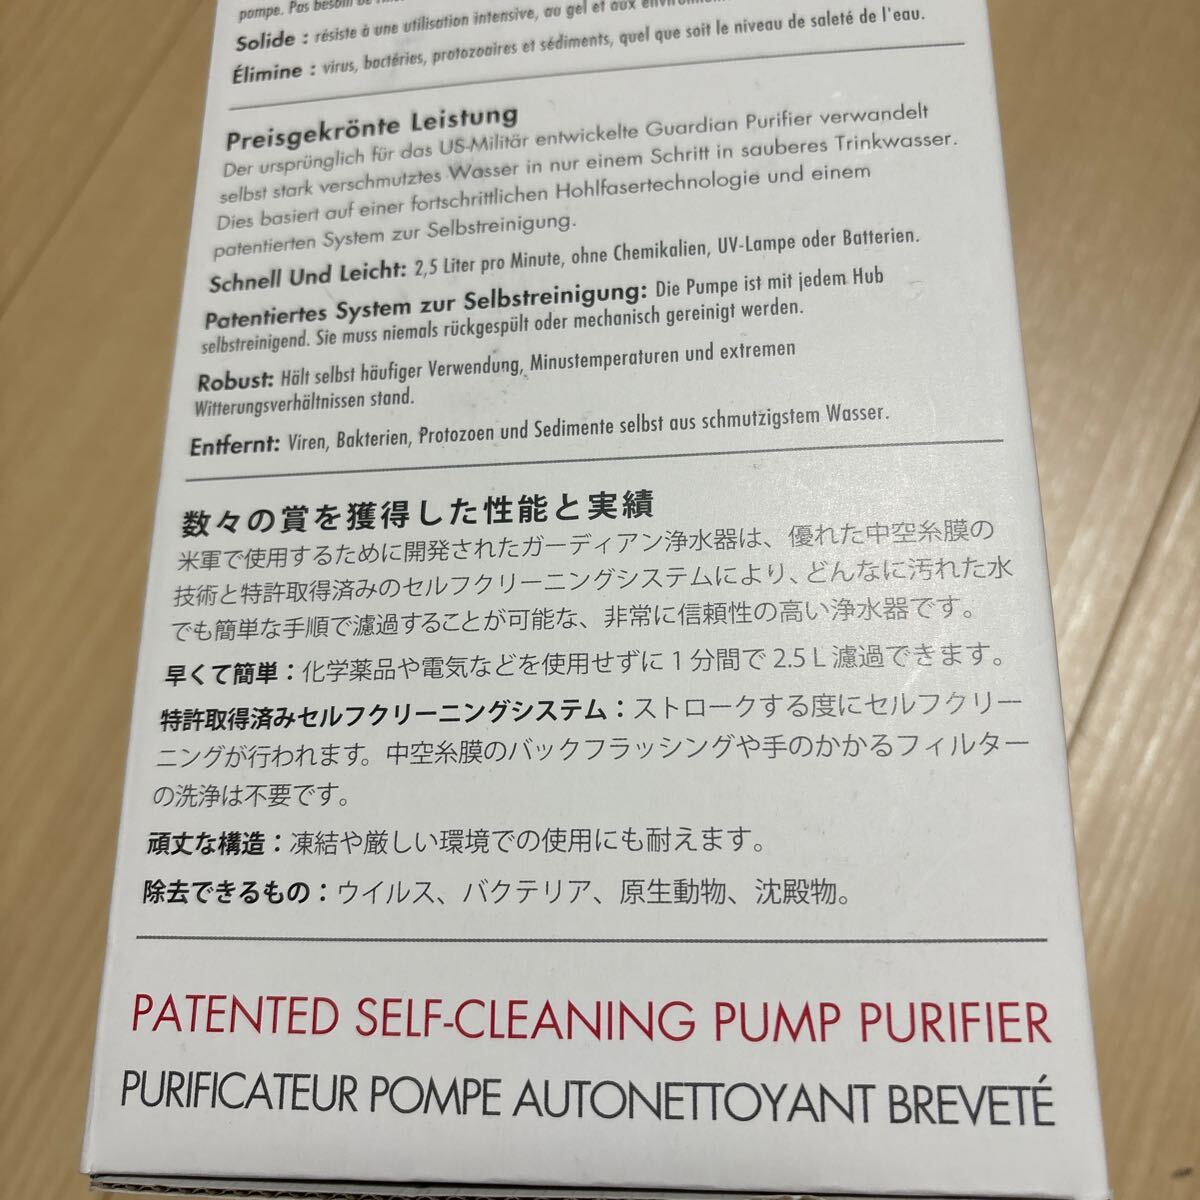 pompe. Pas besoin de
Solide : résiste à une utilisation intensive, au gel et aux
Élimine : virus, bactéries, protozoaires et sédiments, quel que soit le niveau de saleté de l'eau.
Preisgekrönte Leistung
Der ursprünglich für das US-Militär entwickelte Guardian Purifier verwandelt
selbst stark verschmutztes Wasser in nur einem Schritt in sauberes Trinkwasser.
Dies basiert auf einer fortschrittlichen Hohlfasertechnologie und einem
patentierten System zur Selbstreinigung.
Schnell Und Leicht: 2,5 Liter pro Minute, ohne Chemikalien, UV-Lampe oder Batterien.
Patentiertes System zur Selbstreinigung: Die Pumpe ist mit jedem Hub
selbstreinigend. Sie muss niemals rückgespült oder mechanisch gereinigt werden.
Robust: Hält selbst häufiger Verwendung, Minustemperaturen und extremen
Witterungsverhältnissen stand.
Entfernt: Viren, Bakterien, Protozoen und Sedimente selbst aus schmutzigstem Wasser.
数々の賞を獲得した性能と実績
米軍で使用するために開発されたガーディアン浄水器は、優れた中空糸膜の
技術と特許取得済みのセルフクリーニングシステムにより、どんなに汚れた水
でも簡単な手順で濾過することが可能な、非常に信頼性の高い浄水器です。
早くて簡単：化学薬品や電気などを使用せずに1分間で2.5L濾過できます。
特許取得済みセルフクリーニングシステム：ストロークする度にセルフクリー
ニングが行われます。中空糸膜のバックフラッシングや手のかかるフィルター
の洗浄は不要です。
頑丈な構造：凍結や厳しい環境での使用にも耐えます。
除去できるもの：ウイルス、バクテリア、原生動物、沈殿物。
PATENTED SELF-CLEANING PUMP PURIFIER
PURIFICATEUR POMPE AUTONETTOYANT BREVETÉ